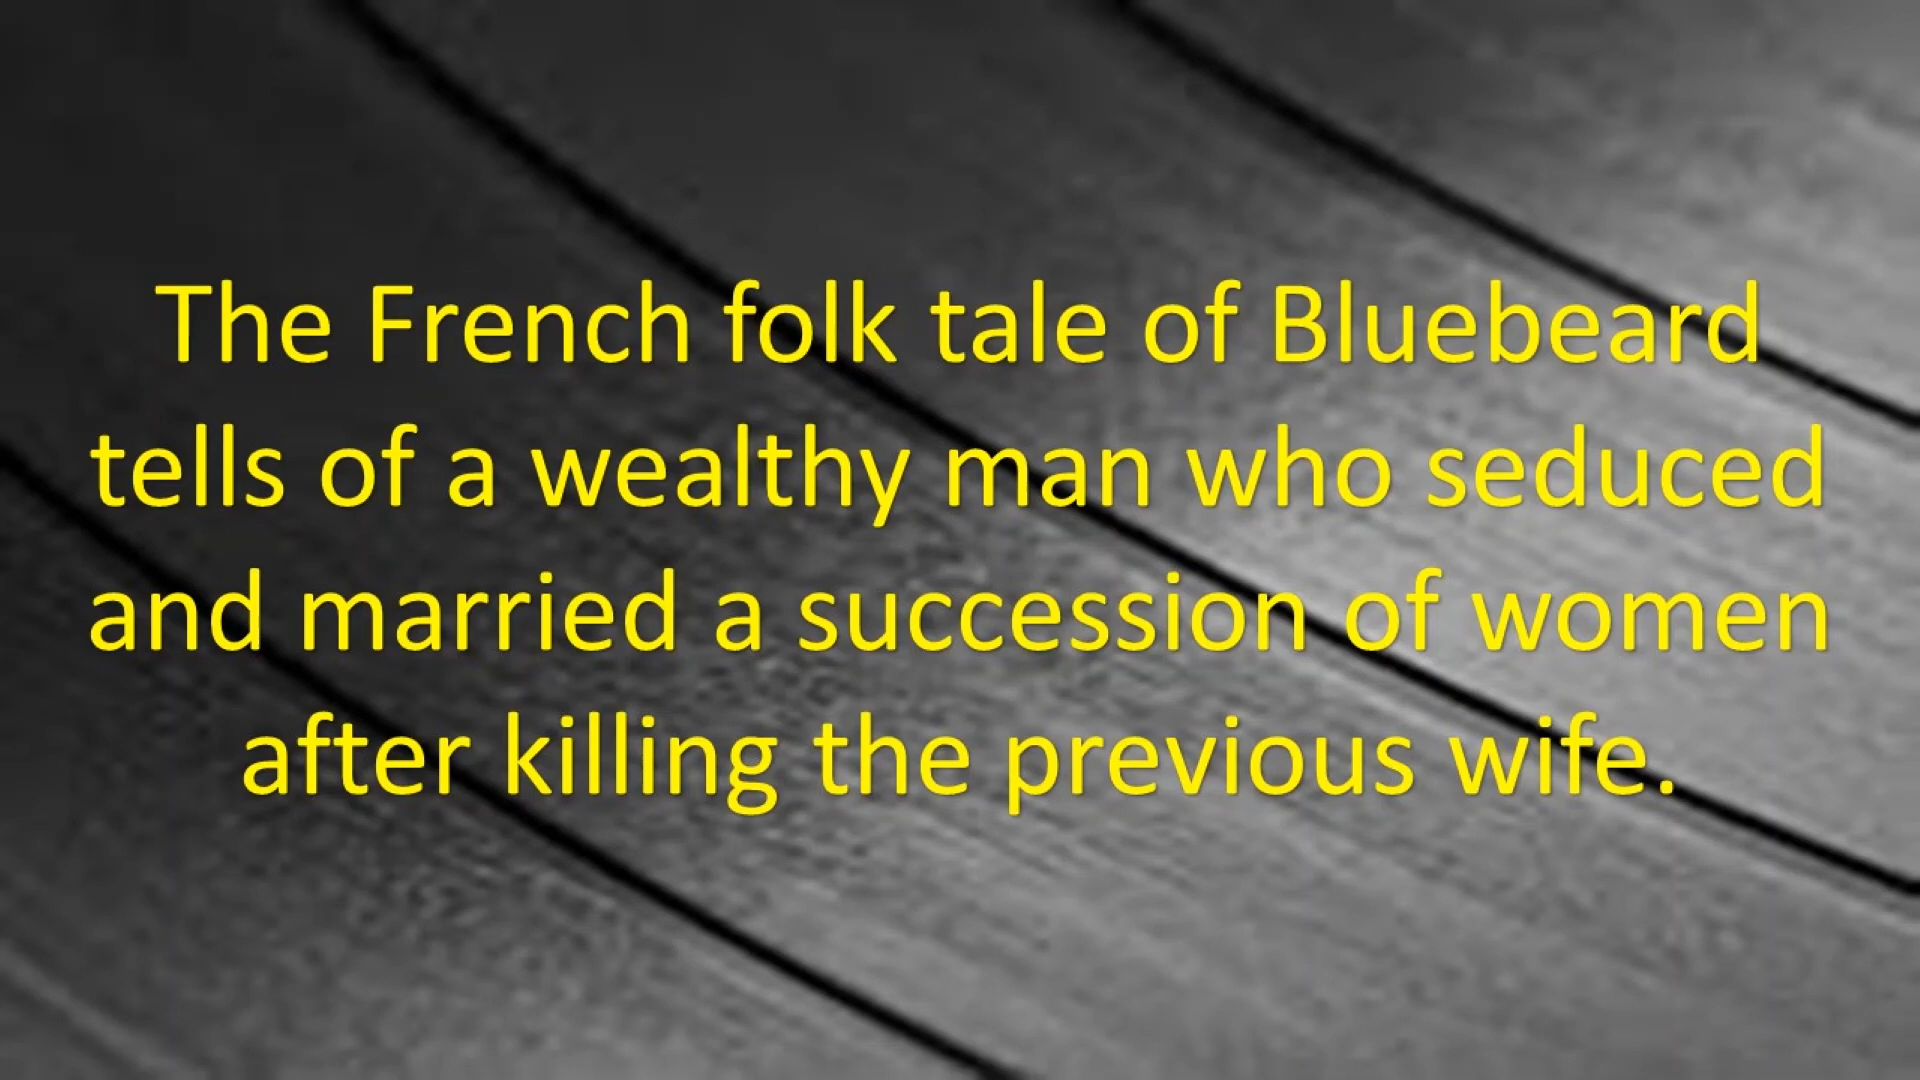 The French folk tale of Bluebeard
tells of a wealthy man who seduced
and married a succession of women
after killing the previous wife.